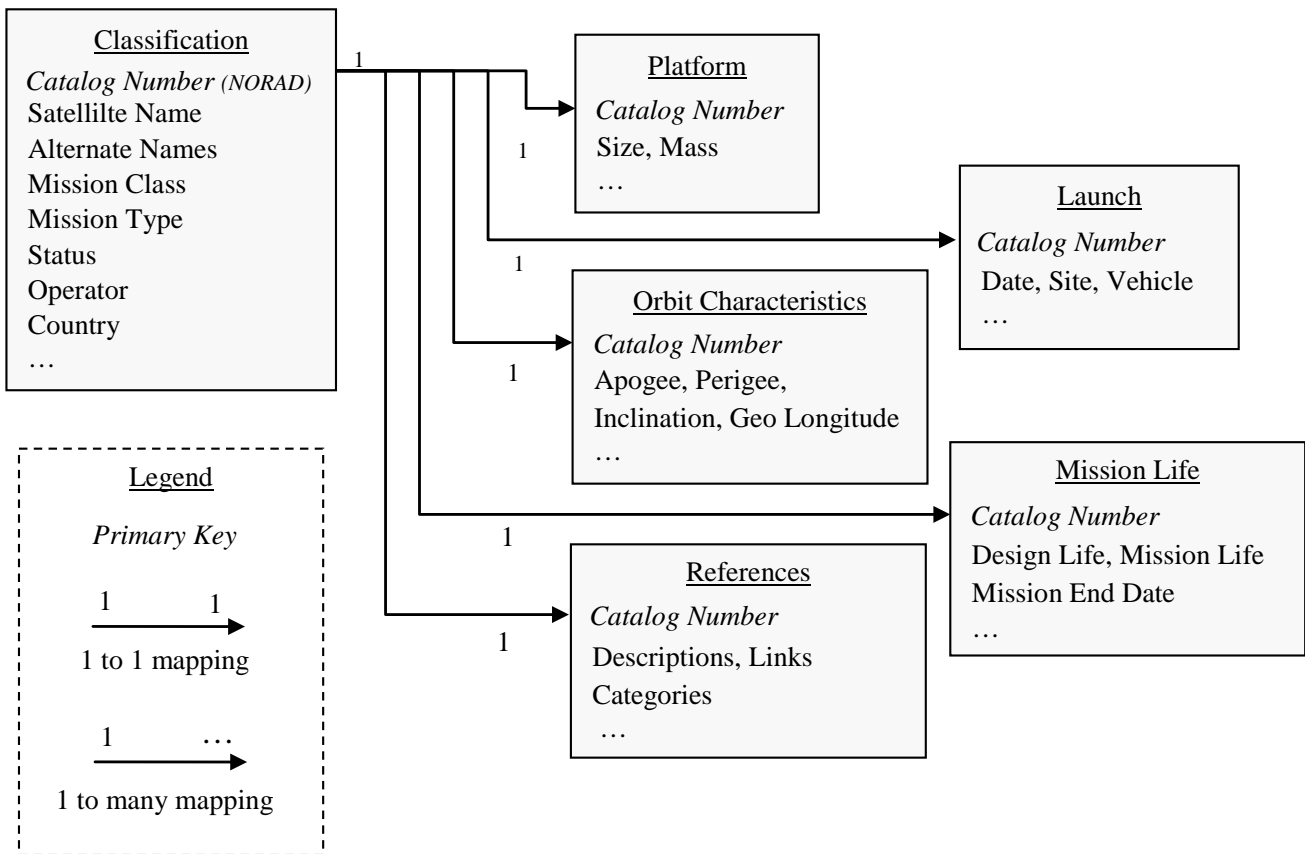 Classification
Catalog Number (NORAD)
Satellilte Name
Alternate Names
Mission Class
Mission Type
Status
Operator
Country
…
1
Platform
Catalog Number
Size, Mass
…
1
Launch
Catalog Number
Date, Site, Vehicle
…
1
Orbit Characteristics
Catalog Number
Apogee, Perigee,
Inclination, Geo Longitude
…
1
Mission Life
Catalog Number
Design Life, Mission Life
Mission End Date
…
1
References
Catalog Number
Descriptions, Links
Categories
…
1
Legend
Primary Key
1 1
1 to 1 mapping
1 …
1 to many mapping